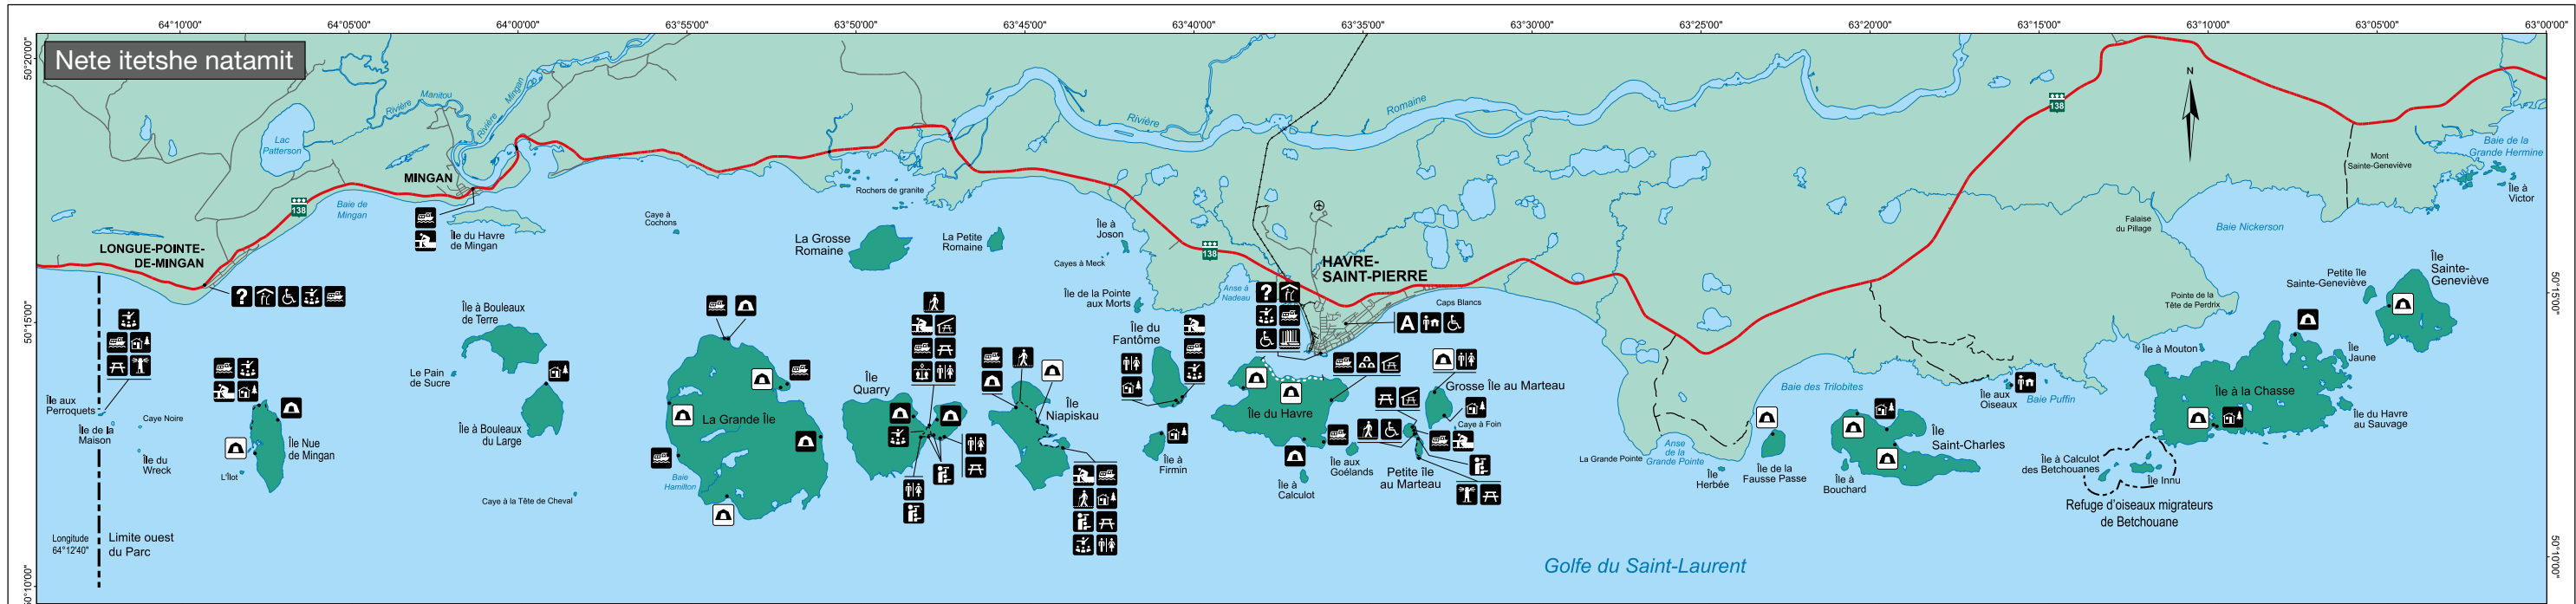 64°10'00"
64°05'00"
64°00'00"
63°55'00"
63°50'00"
63°45'00"
63°40'00"
63°35'00"
63°30'00"
63°25'00"
63°20'00"
63°15'00"
63°10'00"
63°05'00"
63°00'00"
50°20'00"
50°20'00"
Nete itetshe natamit
N
Rivière
Manitou
Rivière
Mingan
Rivière
Romaine
138
Lac
Patterson
MINGAN
138
Baie de
Mingan
Rochers de granite
Mont
Sainte-Geneviève
Baie de la
Grande Hermine
Île à
Victor
LONGUE-POINTE-
DE-MINGAN
Île du Havre
de Mingan
Caye à
Cochons
La Grosse
Romaine
La Petite
Romaine
Île à
Joson
Cayes à Meck
138
HAVRE-
SAINT-PIERRE
Falaise
du Pillage
Baie Nickerson
Île
Sainte-
Geneviève
Petite île
Sainte-Geneviève
?
Île de la Pointe
aux Morts
Anse à
Nadeau
?
Caps Blancs
A
Pointe de la
Tête de Perdrix
50°15'00"
50°15'00"
Île à Bouleaux
de Terre
Île du
Fantôme
Île à Mouton
Île
Jaune
Le Pain
de Sucre
Île
Quarry
Grosse Île au Marteau
Baie des Trilobites
Île aux
Oiseaux
Baie Puffin
Île à la Chasse
Île aux
Perroquets
Caye Noire
Île de la
Maison
La Grande Île
Île
Niapiskau
Île du Havre
Caye à Foin
Île du Havre
au Sauvage
Île à Bouleaux
du Large
Île Nue
de Mingan
Île du
Wreck
L'Îlot
Baie
Hamilton
Île à
Firmin
Île aux
Goélands
Petite île
au Marteau
Île à
Calculot
La Grande Pointe
Anse
de la
Grande Pointe
Île
Herbée
Île de la
Fausse Passe
Île
Saint-Charles
Île à
Bouchard
Île à Calculot
des Betchouanes
Île Innu
Caye à la Tête de Cheval
Refuge d'oiseaux migrateurs
de Betchouane
Longitude
64°12'40"
Limite ouest
du Parc
Golfe du Saint-Laurent
50°10'00"
50°10'00"